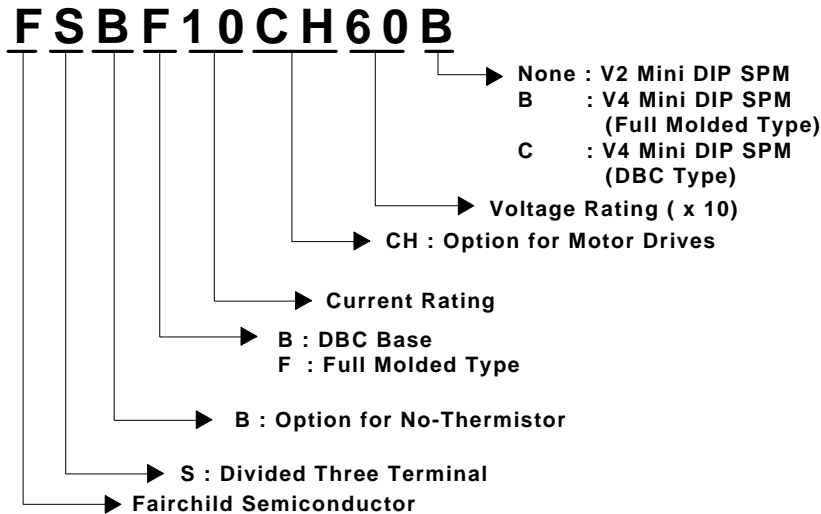 FSBF10CH60B
None : V2 Mini DIP SPM
B : V4 Mini DIP SPM
(Full Molded Type)
C : V4 Mini DIP SPM
(DBC Type)
Voltage Rating ( x 10)
CH : Option for Motor Drives
Current Rating
B : DBC Base
F : Full Molded Type
B : Option for No-Thermistor
S : Divided Three Terminal
Fairchild Semiconductor